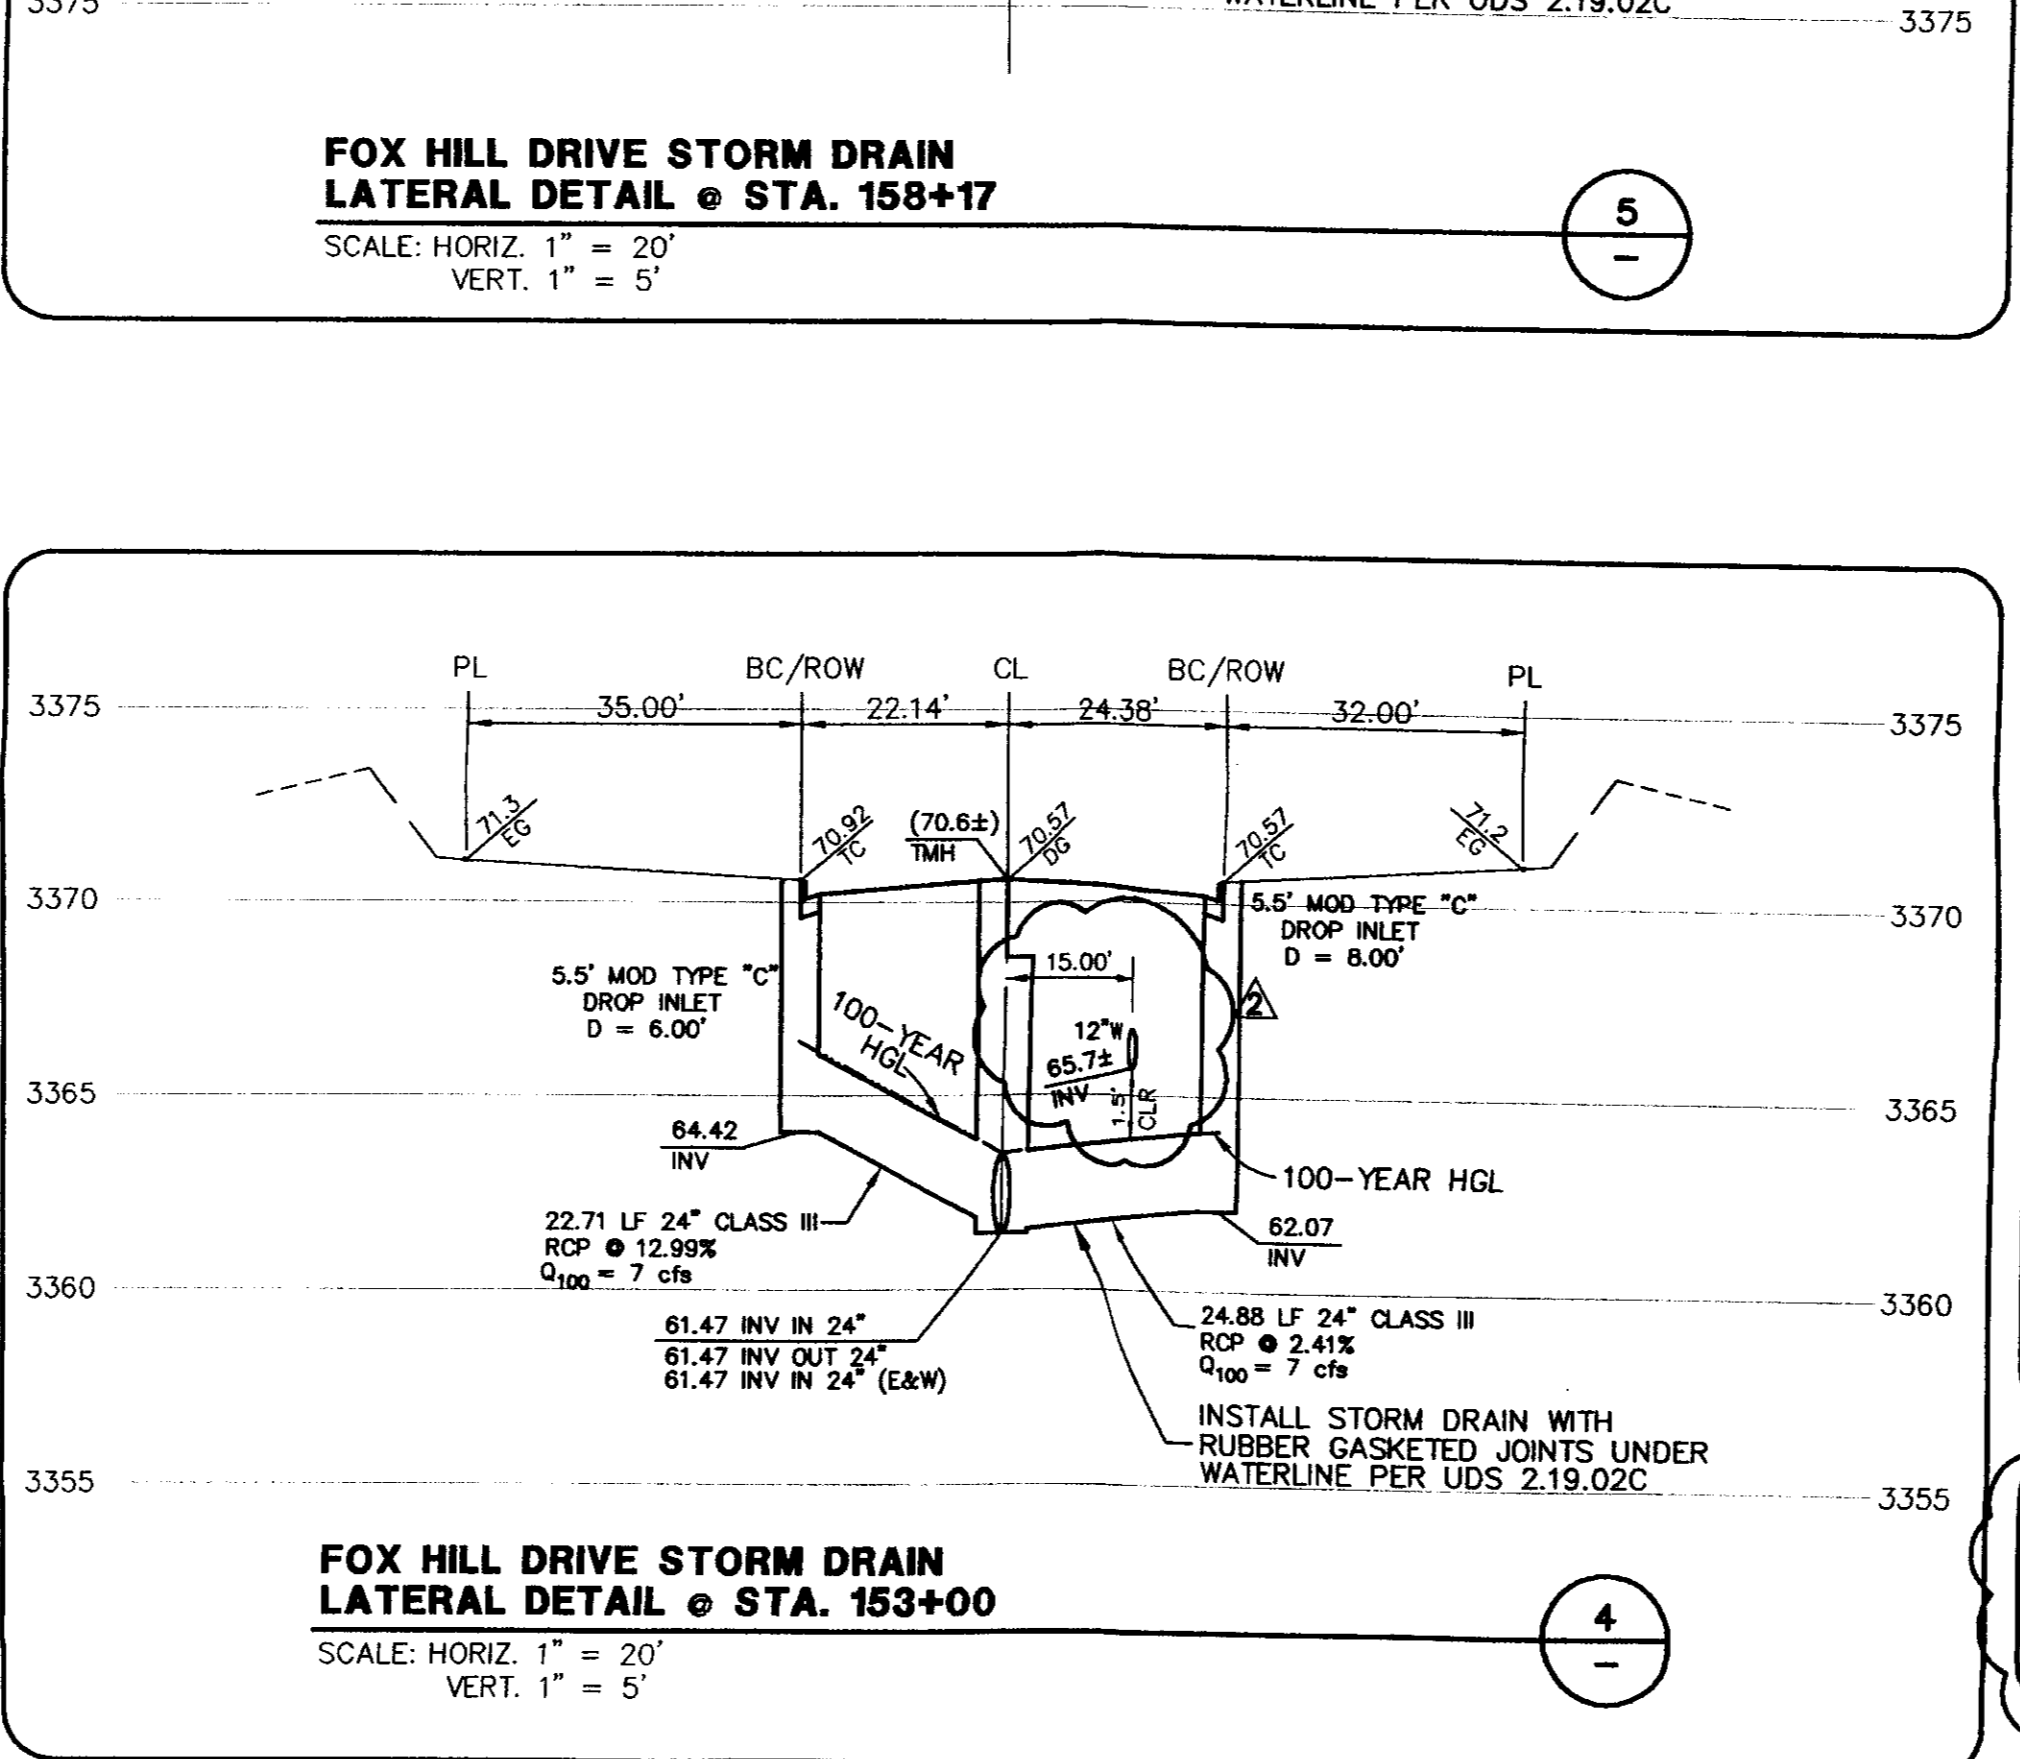 3375
WATERLINE PER UDS 2.19.02C
3375
FOX HILL DRIVE STORM DRAIN
LATERAL DETAIL @ STA. 158+17
SCALE: HORIZ. 1" = 20'
VERT. 1" = 5'
5
–
PL
BC/ROW
CL
BC/ROW
PL
3375
35.00'
22.14'
24.38'
32.00'
3375
71.3
EG
70.92
TC
(70.6±)
TMH
70.57
DG
70.57
TC
71.2
EG
3370
3370
5.5' MOD TYPE "C"
DROP INLET
D = 6.00'
5.5' MOD TYPE "C"
DROP INLET
D = 8.00'
15.00'
2
100-YEAR
HGL
12"W
65.7±
INV
1.5'
CLR
3365
3365
64.42
INV
100-YEAR HGL
22.71 LF 24" CLASS III
RCP @ 12.99%
Q100 = 7 cfs
62.07
INV
3360
3360
61.47 INV IN 24"
61.47 INV OUT 24"
61.47 INV IN 24" (E&W)
24.88 LF 24" CLASS III
RCP @ 2.41%
Q100 = 7 cfs
INSTALL STORM DRAIN WITH
RUBBER GASKETED JOINTS UNDER
WATERLINE PER UDS 2.19.02C
3355
3355
FOX HILL DRIVE STORM DRAIN
LATERAL DETAIL @ STA. 153+00
SCALE: HORIZ. 1" = 20'
VERT. 1" = 5'
4
–